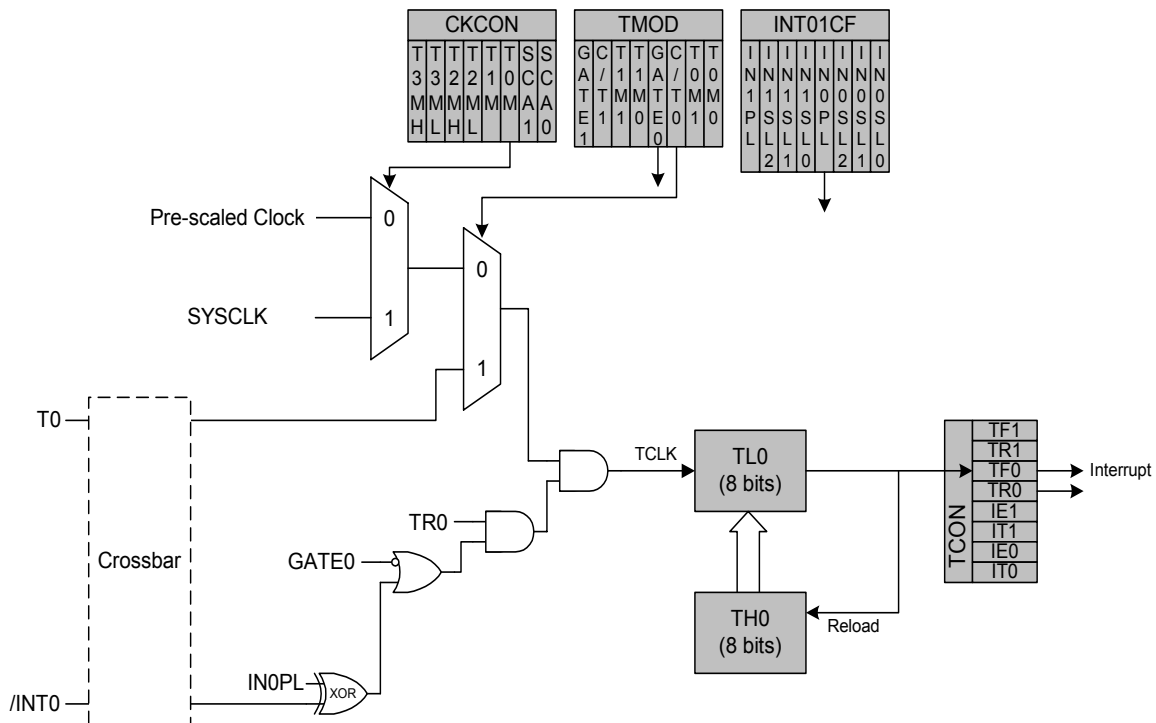 CKCON
T3MH
T3ML
T2MH
T2ML
T1M
T0M
SCA1
SCA0
TMOD
GATE1
C/T1
T1M1
T1M0
GATE0
C/T0
T0M1
T0M0
INT01CF
IN1PL
IN1SL2
IN1SL1
IN1SL0
IN0PL
IN0SL2
IN0SL1
IN0SL0
Pre-scaled Clock
0
SYSCLK
1
0
1
T0
Crossbar
/INT0
TR0
GATE0
IN0PL
XOR
TCLK
TL0
(8 bits)
TH0
(8 bits)
Reload
TCON
TF1
TR1
TF0
TR0
IE1
IT1
IE0
IT0
Interrupt